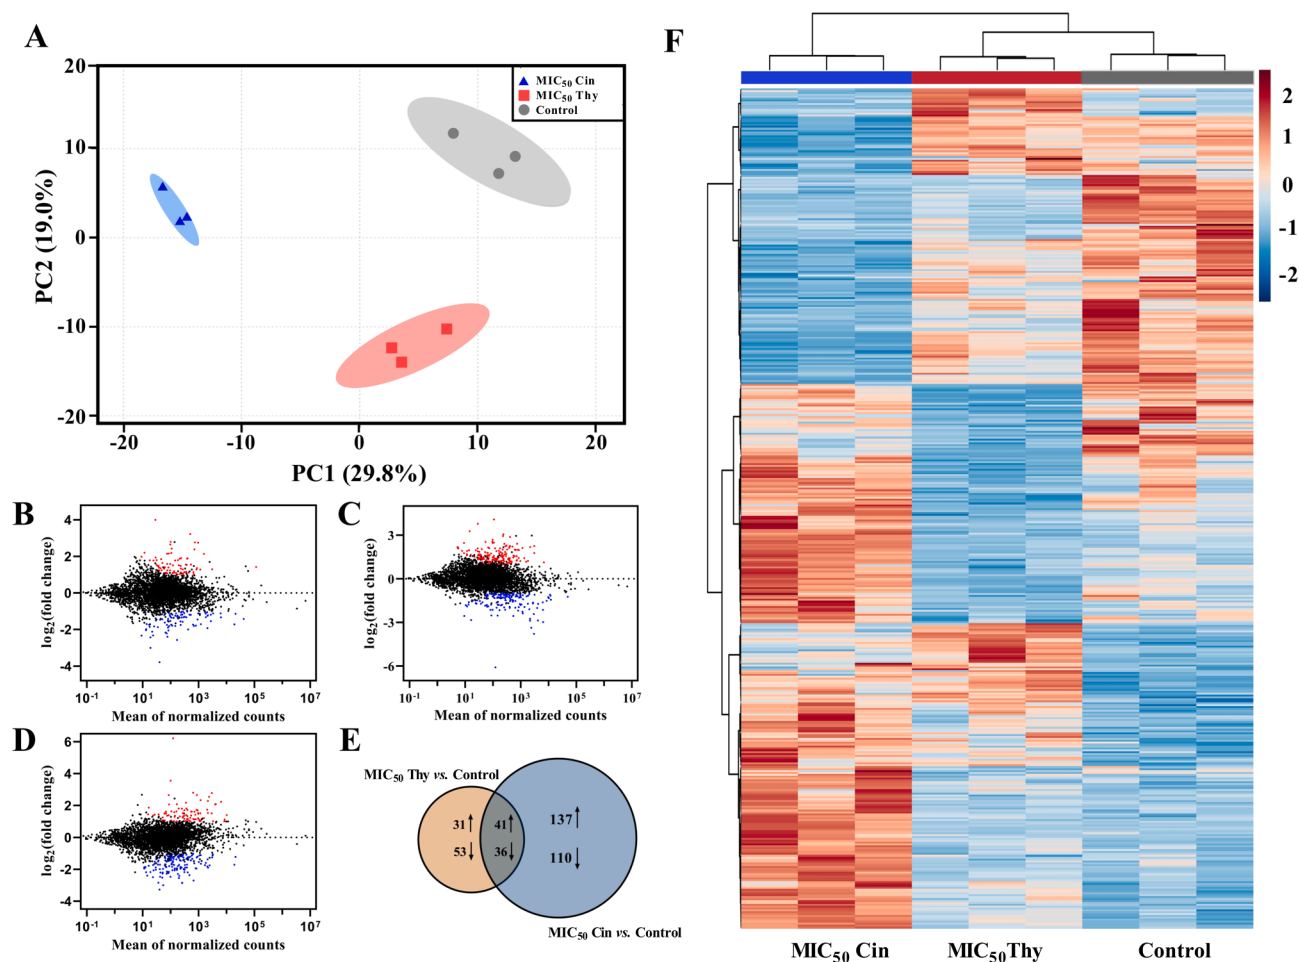 A
F
MIC50 Cin
MIC50 Thy
Control
PC2 (19.0%)
20
10
0
-10
-20
-20
-10
0
10
20
PC1 (29.8%)
2
1
0
-1
-2
B
log2(fold change)
4
2
0
-2
-4
10-1
101
103
105
107
Mean of normalized counts
C
log2(fold change)
3
0
-3
-6
10-1
101
103
105
107
Mean of normalized counts
D
log2(fold change)
6
4
2
0
-2
-4
10-1
101
103
105
107
Mean of normalized counts
E
MIC50 Thy vs. Control
31↑
53↓
41↑
36↓
137↑
110↓
MIC50 Cin vs. Control
MIC50 Cin
MIC50Thy
Control